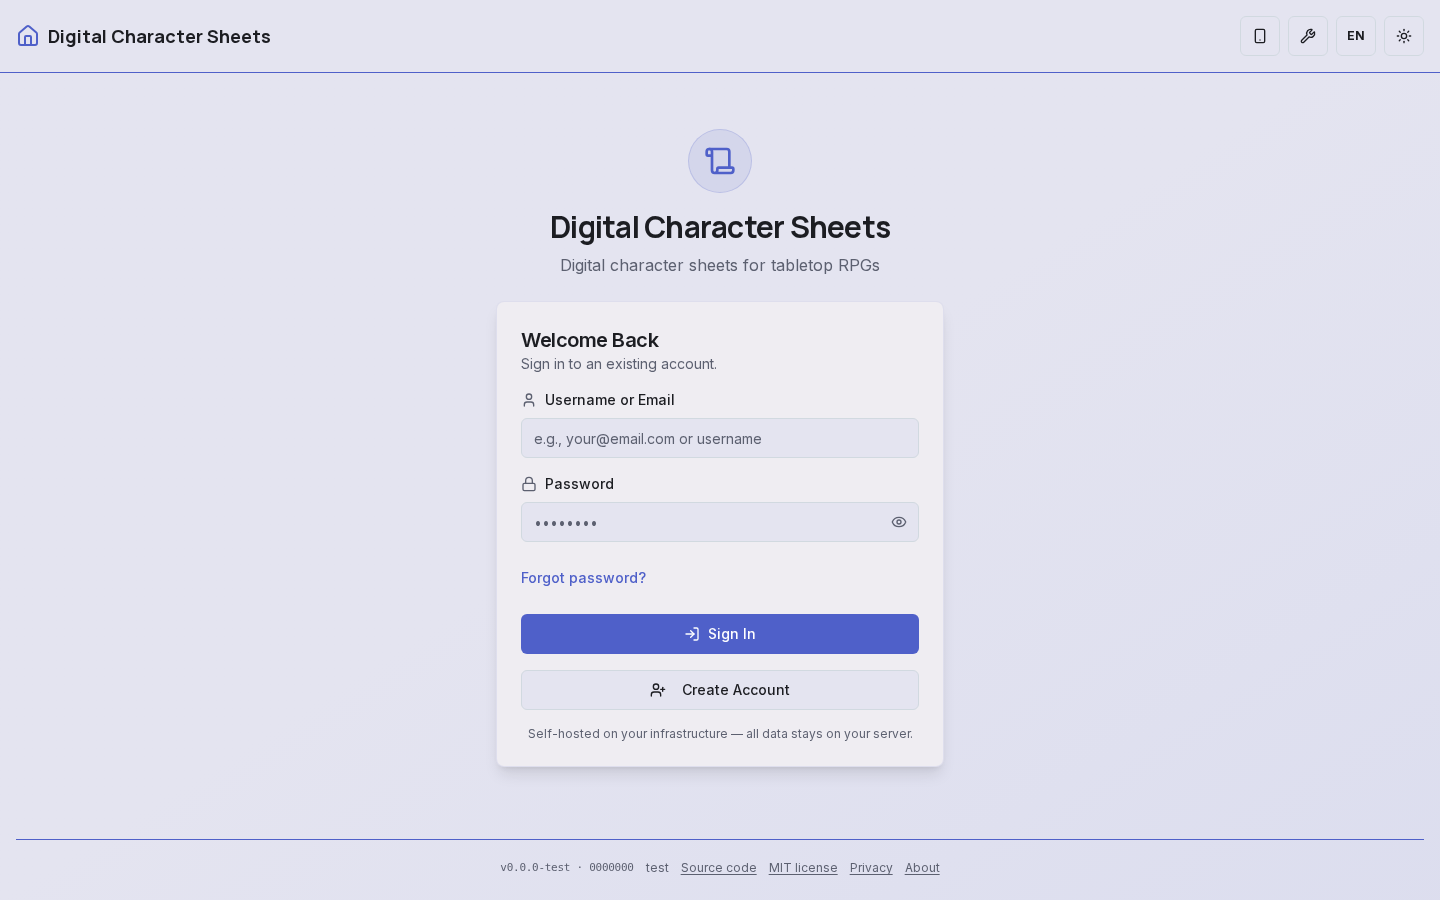 Digital Character Sheets
EN
Digital Character Sheets
Digital character sheets for tabletop RPGs
Welcome Back
Sign in to an existing account.
Username or Email
e.g., your@email.com or username
Password
••••••••
Forgot password?
Sign In
Create Account
Self-hosted on your infrastructure — all data stays on your server.
v0.0.0-test · 0000000 test Source code MIT license Privacy About